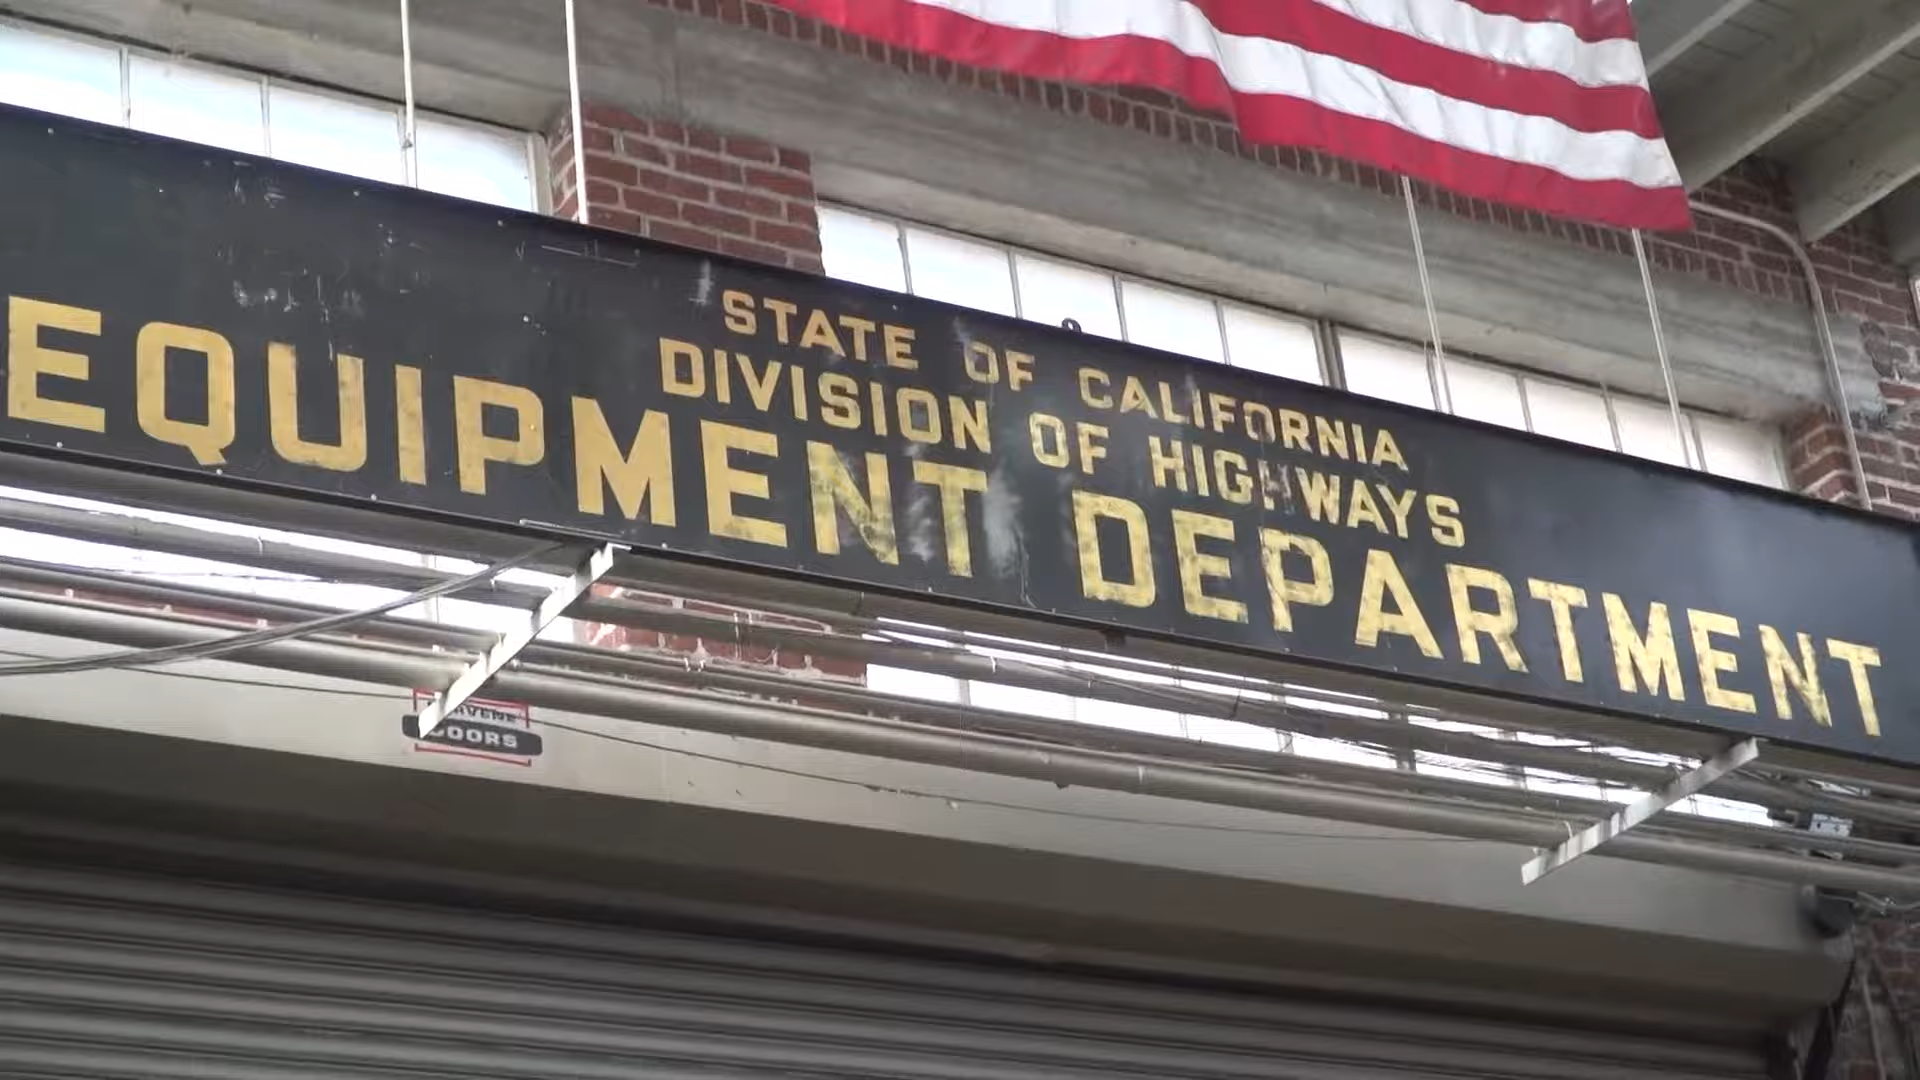 STATE OF CALIFORNIA
DIVISION OF HIGHWAYS
EQUIPMENT DEPARTMENT
DOORS